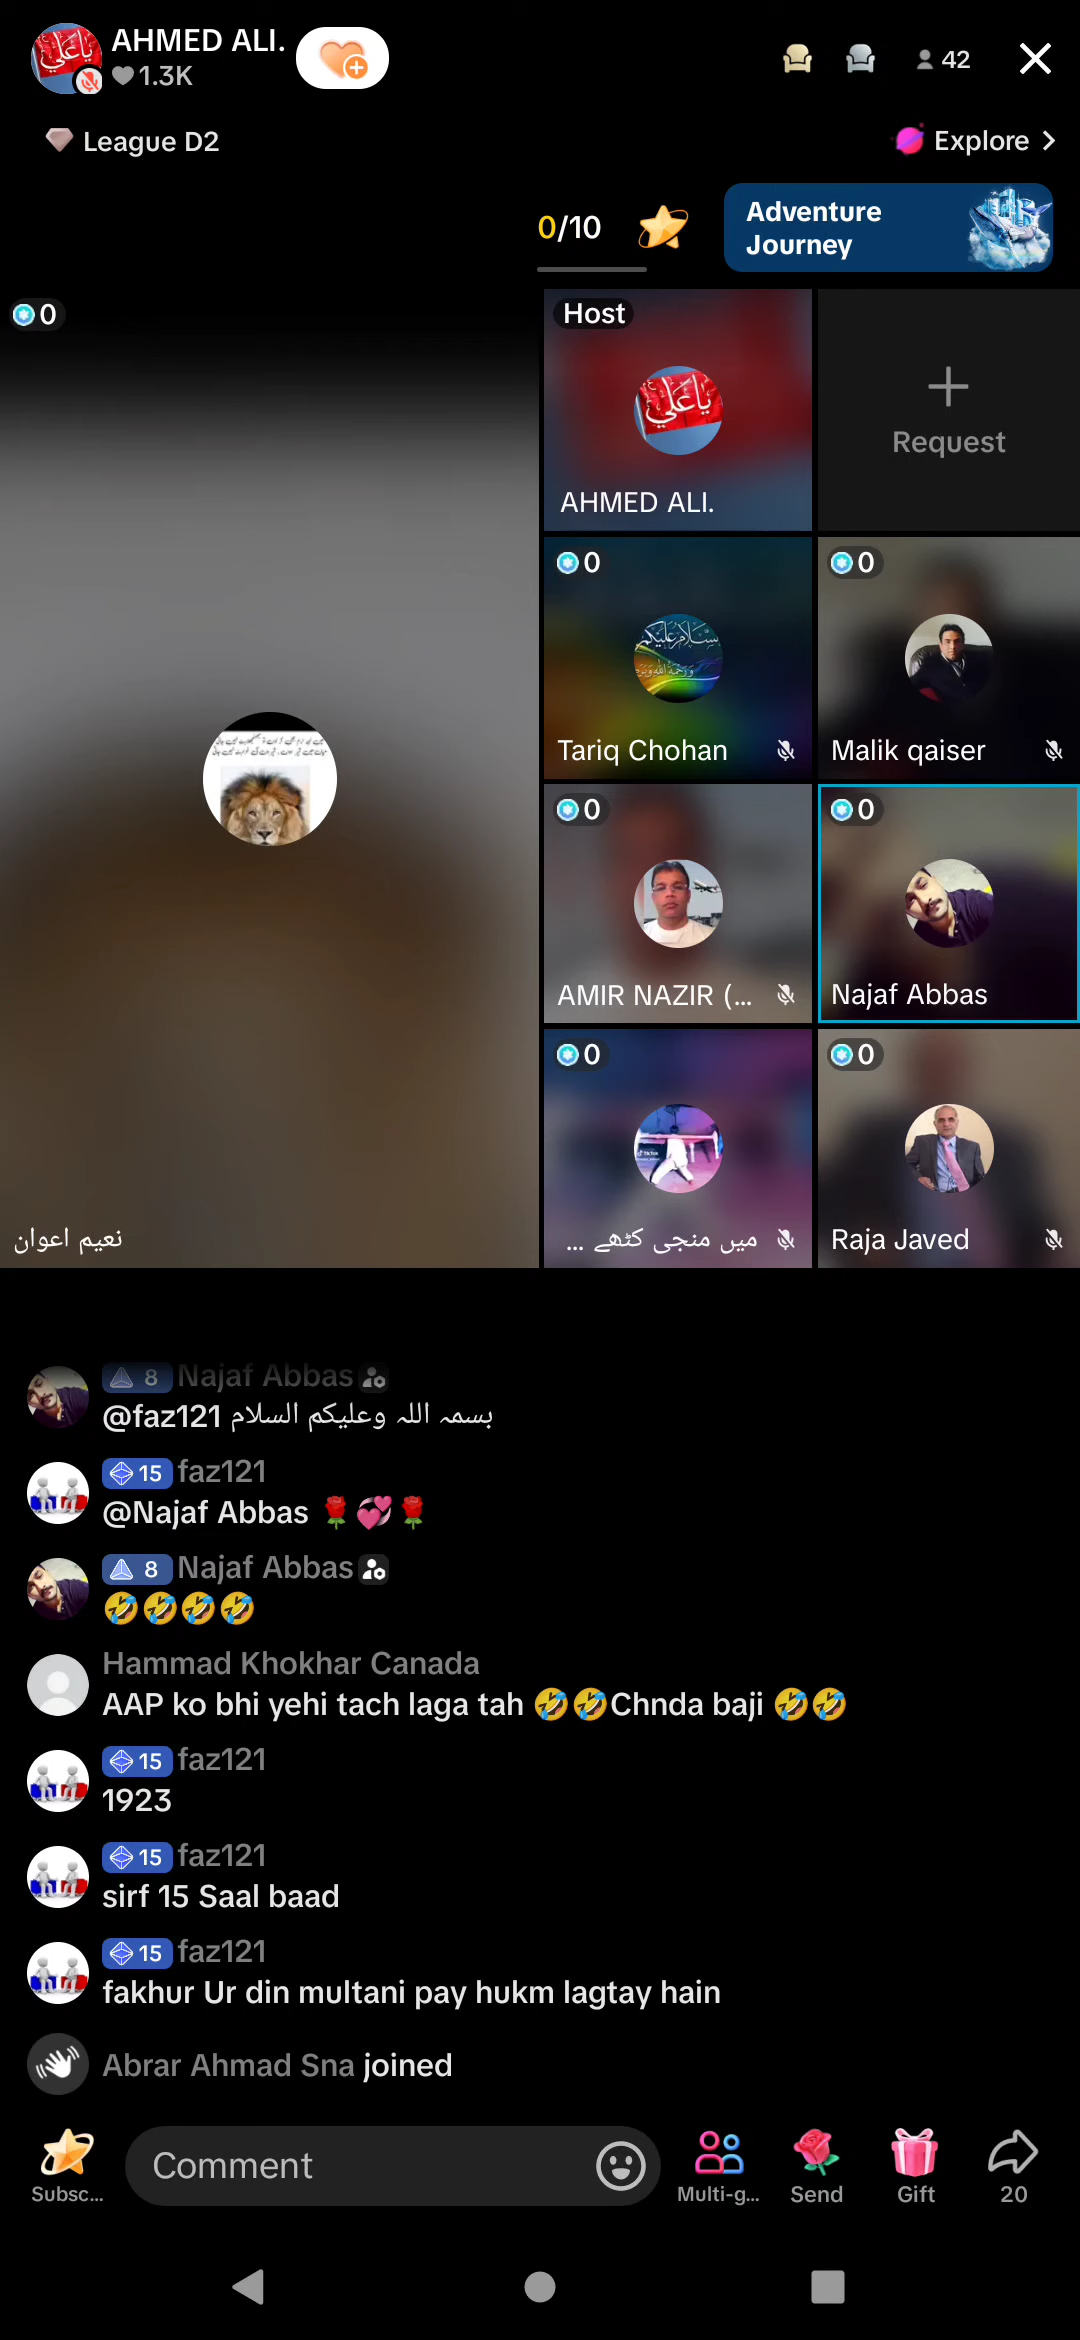 AHMED ALI.
1.3K
42
League D2
Explore
0/10
Adventure
Journey
0
Host
ياعلي
AHMED ALI.
Request
0
Tariq Chohan
0
Malik qaiser
0
AMIR NAZIR (...
0
Najaf Abbas
0
میں منجی کٹھے ...
0
Raja Javed
نعیم اعوان
8 Najaf Abbas
@faz121 بسمہ اللہ وعلیکم السلام
15 faz121
@Najaf Abbas 🌹💞🌹
8 Najaf Abbas
🤣🤣🤣🤣
Hammad Khokhar Canada
AAP ko bhi yehi tach laga tah 🤣🤣Chnda baji 🤣🤣
15 faz121
1923
15 faz121
sirf 15 Saal baad
15 faz121
fakhur Ur din multani pay hukm lagtay hain
Abrar Ahmad Sna joined
Comment
Subsc...
Multi-g...
Send
Gift
20